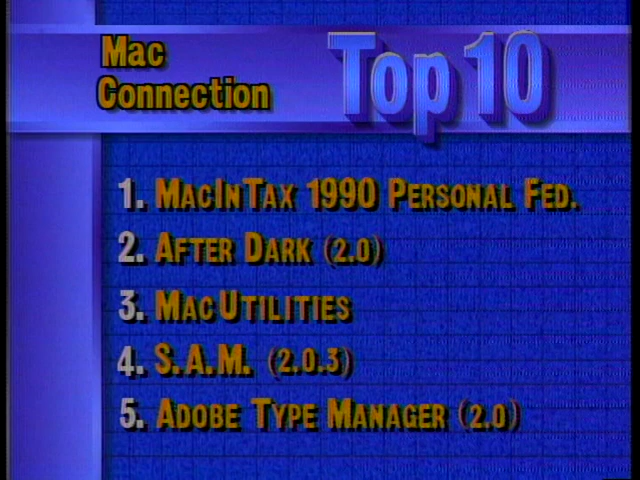 Mac
Connection
Top 10
1. MacInTax 1990 Personal Fed.
2. After Dark (2.0)
3. MacUtilities
4. S.A.M. (2.0.3)
5. Adobe Type Manager (2.0)